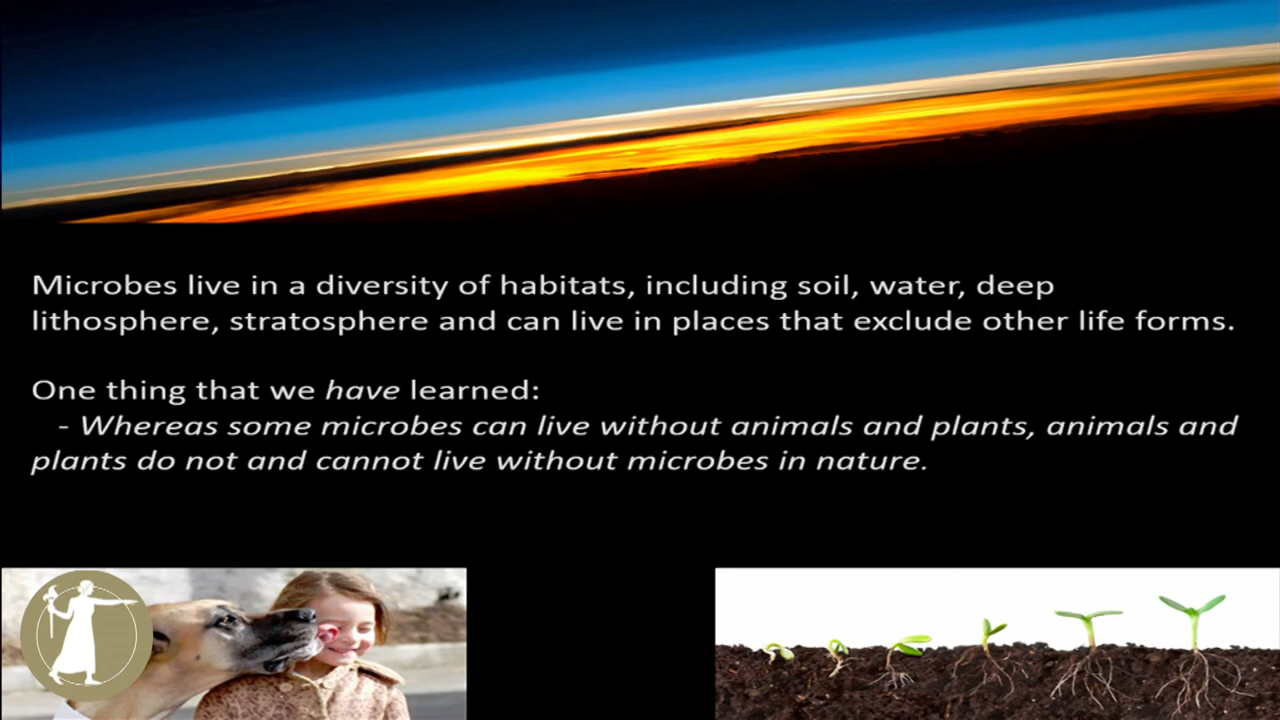 Microbes live in a diversity of habitats, including soil, water, deep
lithosphere, stratosphere and can live in places that exclude other life forms.
One thing that we have learned:
- Whereas some microbes can live without animals and plants, animals and
plants do not and cannot live without microbes in nature.